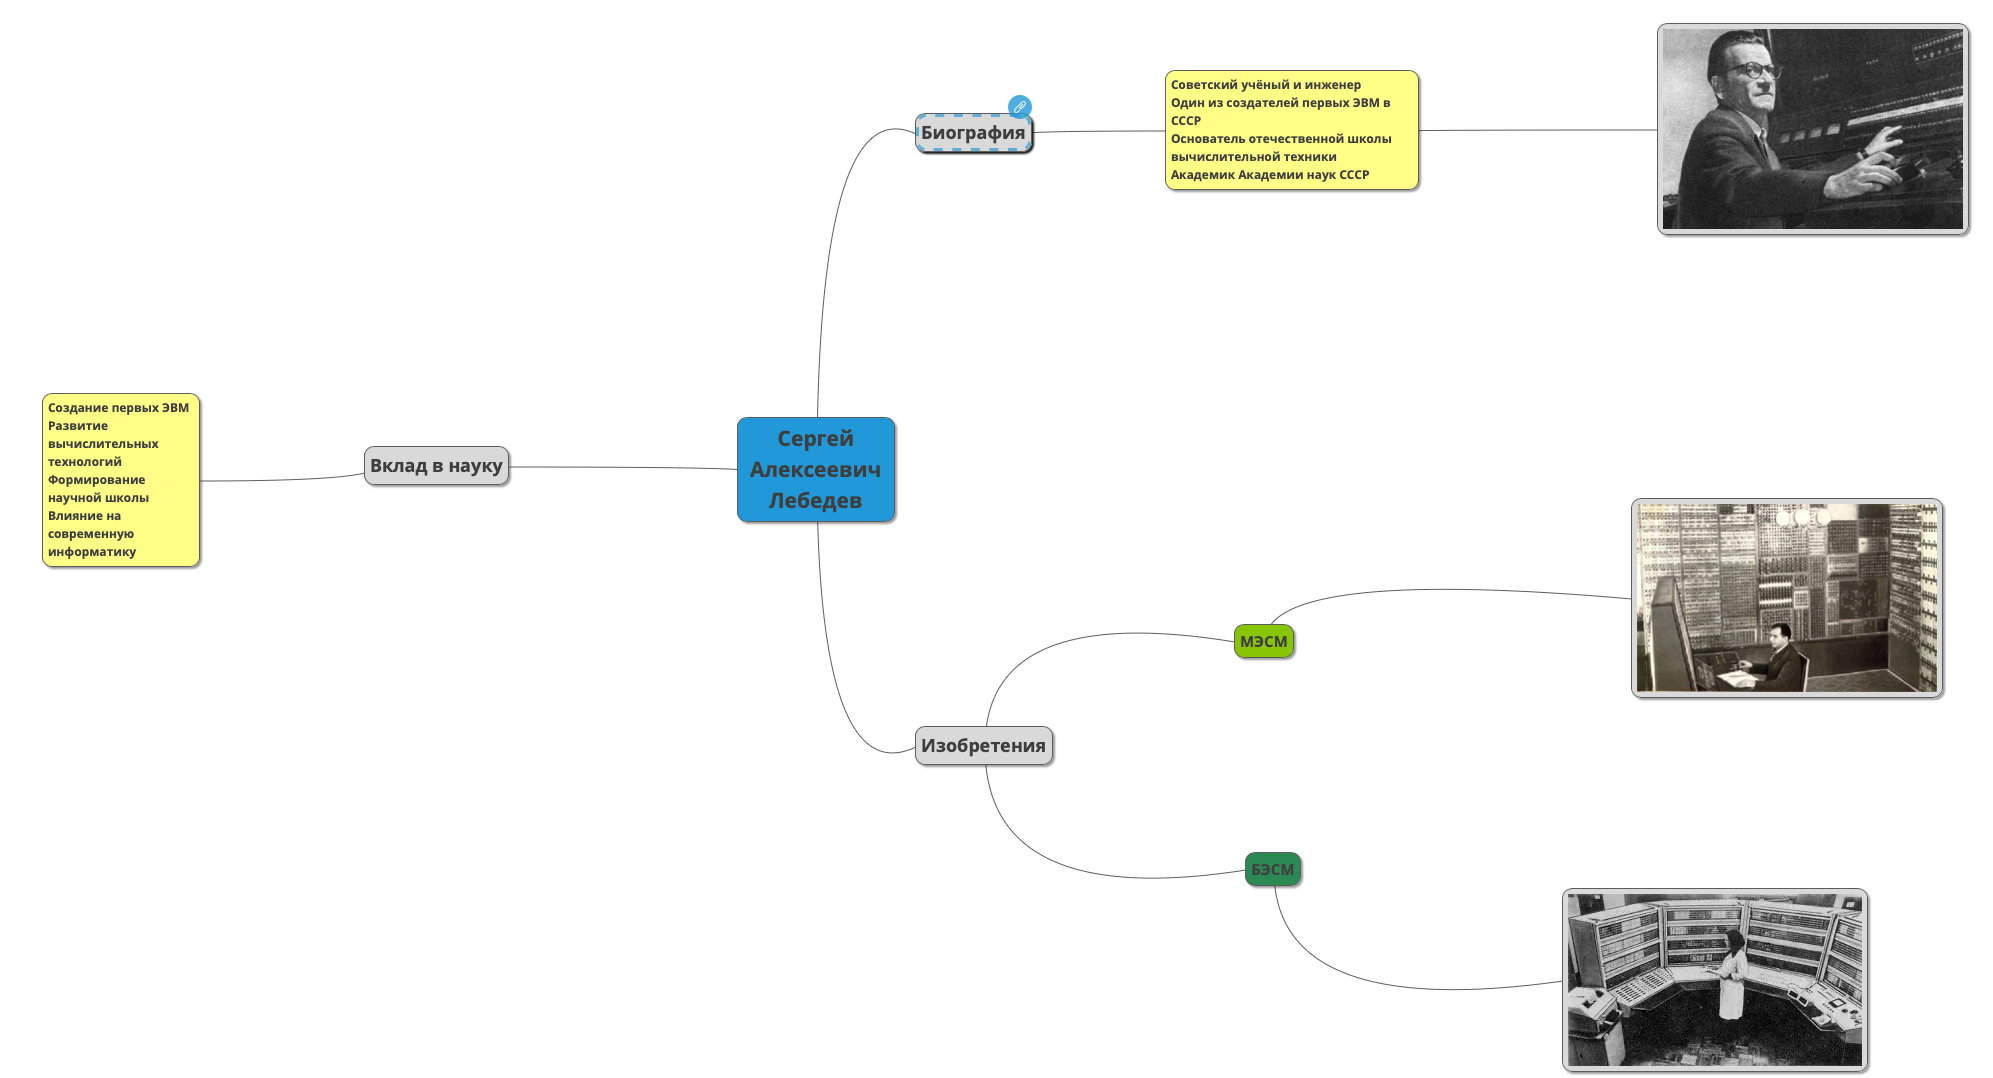 Биография
Советский учёный и инженер
Один из создателей первых ЭВМ в
СССР
Основатель отечественной школы
вычислительной техники
Академик Академии наук СССР
Создание первых ЭВМ
Развитие
вычислительных
технологий
Формирование
научной школы
Влияние на
современную
информатику
Вклад в науку
Сергей
Алексеевич
Лебедев
МЭСМ
Изобретения
БЭСМ